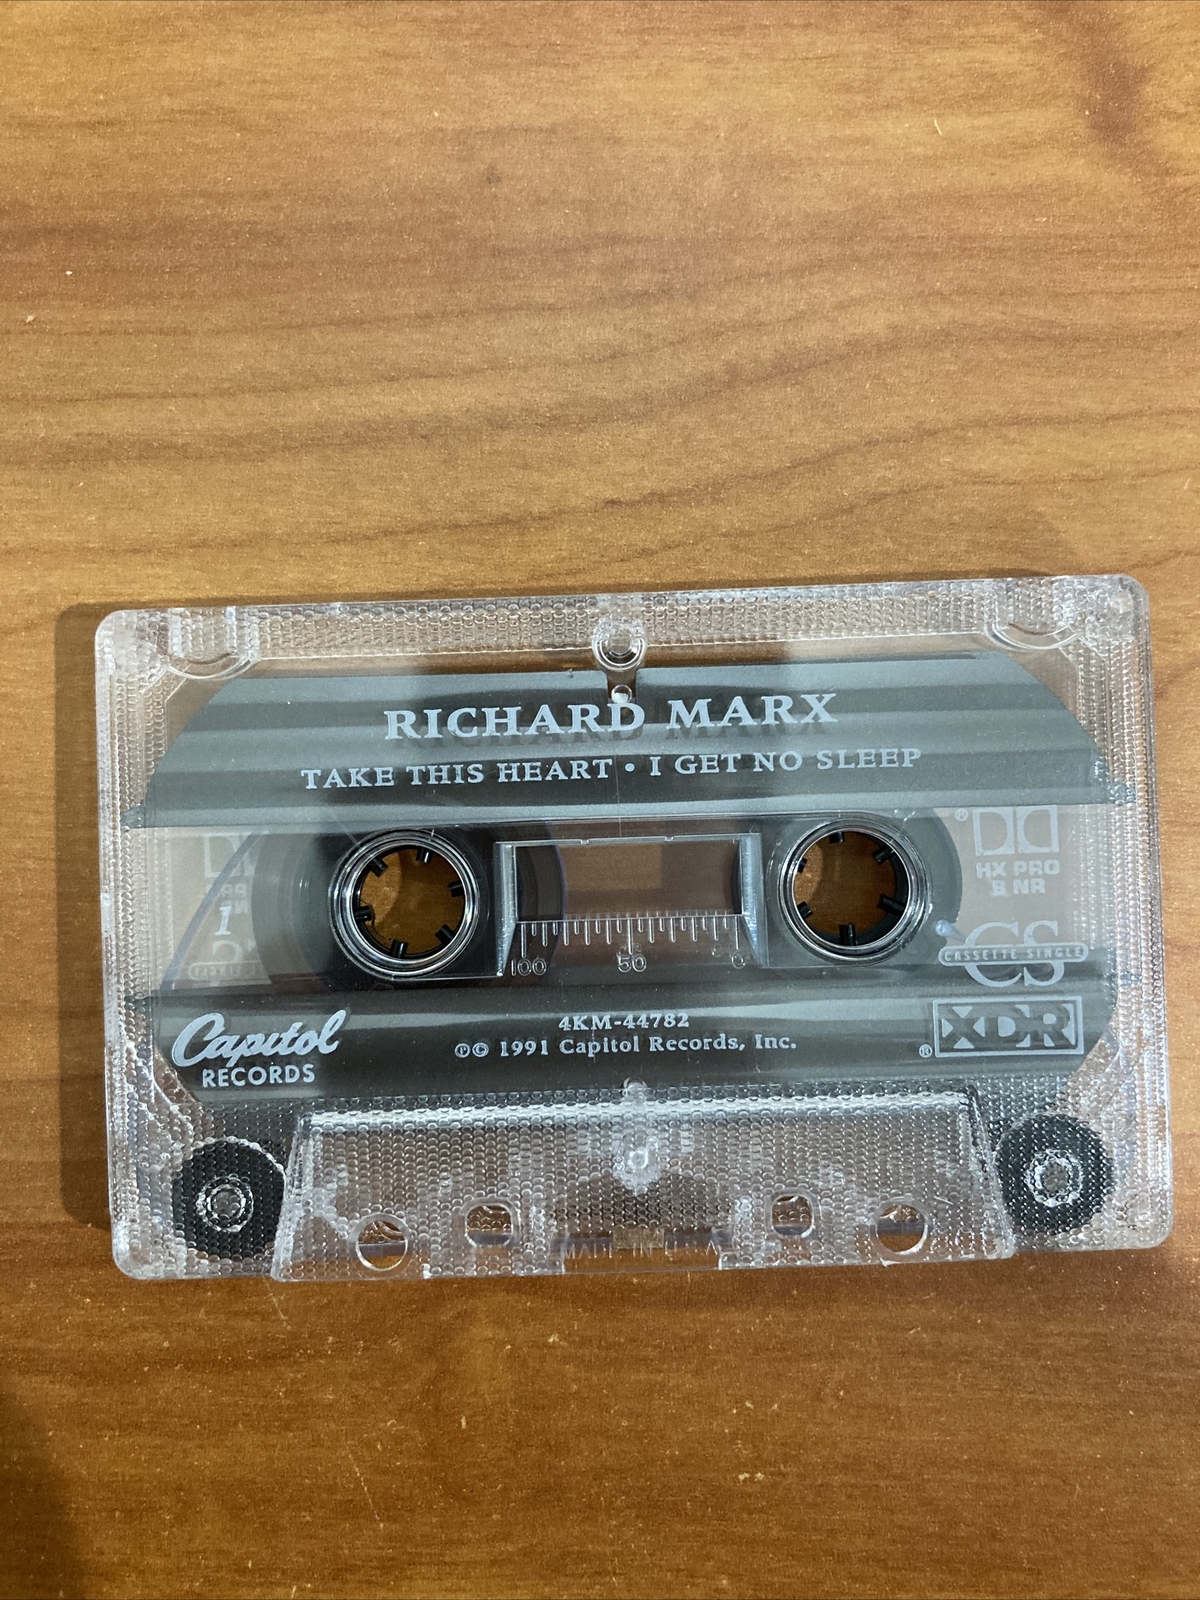 RICHARD MARX
TAKE THIS HEART • I GET NO SLEEP
®
HX PRO
B NR
1
CS
CASSETTE SINGLE
100 50 0
Capitol
RECORDS
4KM-44782
℗© 1991 Capitol Records, Inc.
® XDR